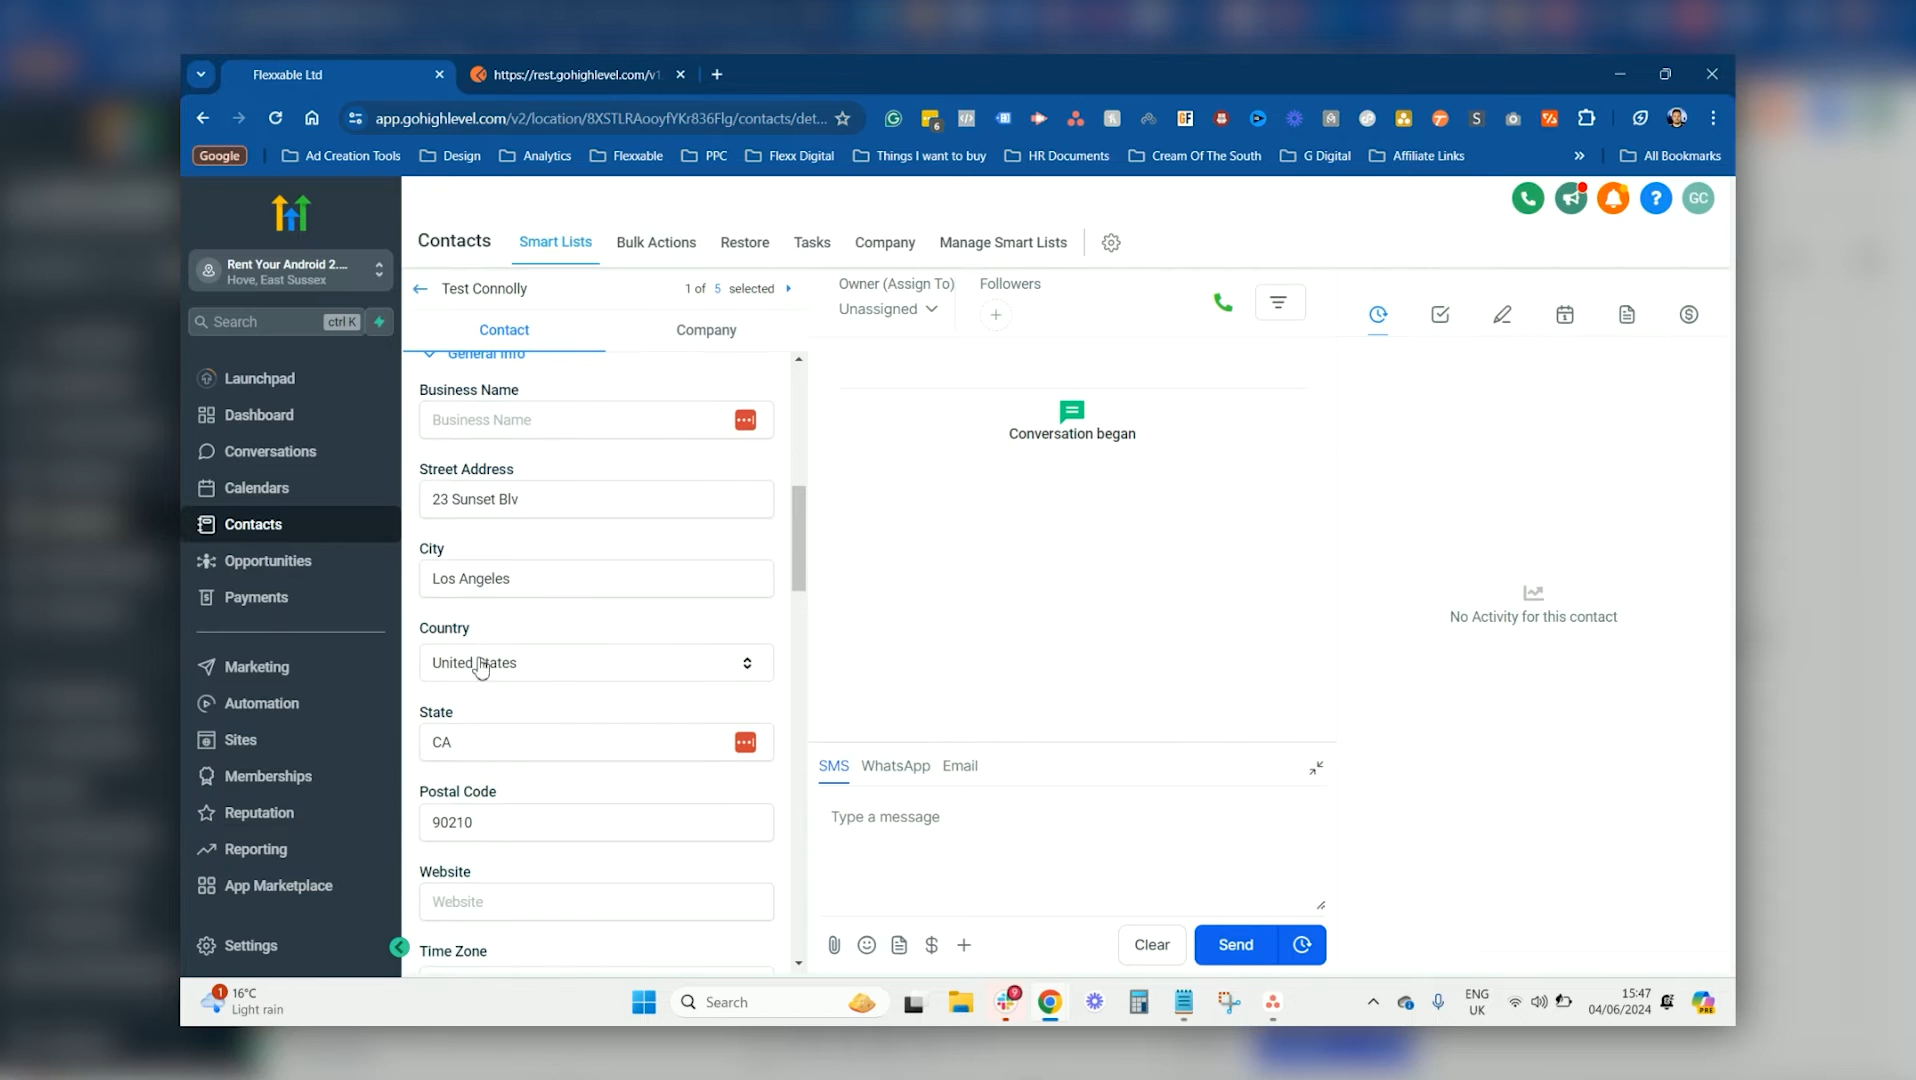 Flexxable Ltd
https://rest.gohighlevel.com/v1
app.gohighlevel.com/v2/location/8XSTLRAooyfYKr836Flg/contacts/det...
6
GF
S
Google
Ad Creation Tools
Design
Analytics
Flexxable
PPC
Flexx Digital
Things I want to buy
HR Documents
Cream Of The South
G Digital
Affiliate Links
»
All Bookmarks
GC
Rent Your Android 2....
Hove, East Sussex
Search
ctrl K
Launchpad
Dashboard
Conversations
Calendars
Contacts
Opportunities
Payments
Marketing
Automation
Sites
Memberships
Reputation
Reporting
App Marketplace
Settings
Contacts
Smart Lists
Bulk Actions
Restore
Tasks
Company
Manage Smart Lists
Test Connolly
1 of 5 selected
Contact
Company
General Info
Business Name
Business Name
Street Address
23 Sunset Blv
City
Los Angeles
Country
United States
State
CA
Postal Code
90210
Website
Website
Time Zone
Owner (Assign To)
Unassigned
Followers
Conversation began
No Activity for this contact
SMS
WhatsApp
Email
Type a message
Clear
Send
1
16°C
Light rain
Search
9
ENG
UK
15:47
04/06/2024
PRE